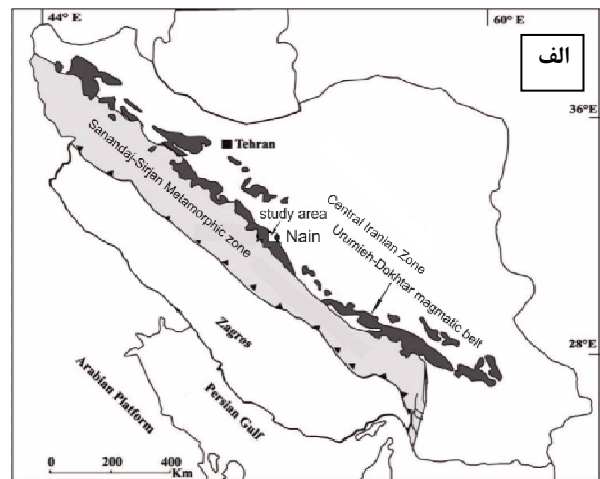 44° E
60° E
الف
36°E
Tehran
Sanandaj-Sirjan Metamorphic zone
study area
Nain
Central Iranian Zone
Urumieh-Dokhtar magmatic belt
28°E
Zagros
Arabian Platform
Persian Gulf
0 200 400
Km